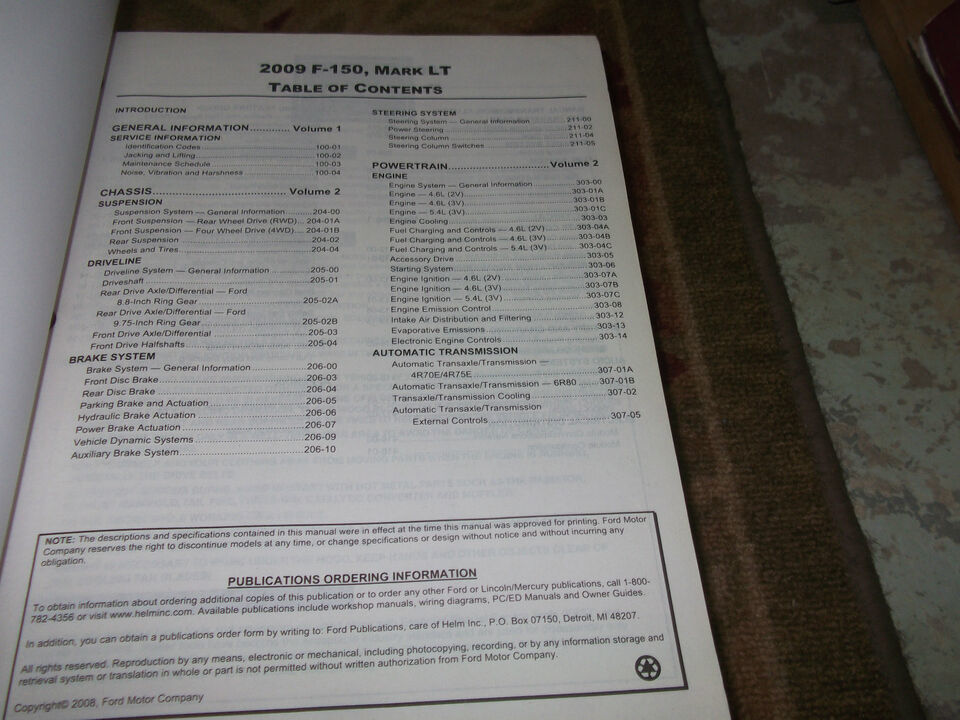 2009 F-150, MARK LT
TABLE OF CONTENTS
INTRODUCTION
GENERAL INFORMATION............ Volume 1
SERVICE INFORMATION
Identification Codes ............ 100-01
Jacking and Lifting............ 100-02
Maintenance Schedule ............ 100-03
Noise, Vibration and Harshness ............ 100-04
CHASSIS............ Volume 2
SUSPENSION
Suspension System — General Information............ 204-00
Front Suspension — Rear Wheel Drive (RWD)... 204-01A
Front Suspension — Four Wheel Drive (4WD)... 204-01B
Rear Suspension ............ 204-02
Wheels and Tires ............ 204-04
DRIVELINE
Driveline System — General Information ............ 205-00
Driveshaft ............ 205-01
Rear Drive Axle/Differential — Ford
8.8-Inch Ring Gear............ 205-02A
Rear Drive Axle/Differential — Ford
9.75-Inch Ring Gear............ 205-02B
Front Drive Axle/Differential ............ 205-03
Front Drive Halfshafts............ 205-04
BRAKE SYSTEM
Brake System — General Information ............ 206-00
Front Disc Brake............ 206-03
Rear Disc Brake ............ 206-04
Parking Brake and Actuation ............ 206-05
Hydraulic Brake Actuation ............ 206-06
Power Brake Actuation ............ 206-07
Vehicle Dynamic Systems ............ 206-09
Auxiliary Brake System............ 206-10
STEERING SYSTEM
Steering System — General Information ............ 211-00
Power Steering ............ 211-02
Steering Column ............ 211-04
Steering Column Switches ............ 211-05
POWERTRAIN............ Volume 2
ENGINE
Engine System — General Information ............ 303-00
Engine — 4.6L (2V)............ 303-01A
Engine — 4.6L (3V)............ 303-01B
Engine — 5.4L (3V)............ 303-01C
Engine Cooling ............ 303-03
Fuel Charging and Controls — 4.6L (2V)............ 303-04A
Fuel Charging and Controls — 4.6L (3V)............ 303-04B
Fuel Charging and Controls — 5.4L (3V)............ 303-04C
Accessory Drive ............ 303-05
Starting System ............ 303-06
Engine Ignition — 4.6L (2V)............ 303-07A
Engine Ignition — 4.6L (3V)............ 303-07B
Engine Ignition — 5.4L (3V)............ 303-07C
Engine Emission Control ............ 303-08
Intake Air Distribution and Filtering ............ 303-12
Evaporative Emissions ............ 303-13
Electronic Engine Controls ............ 303-14
AUTOMATIC TRANSMISSION
Automatic Transaxle/Transmission —
4R70E/4R75E ............ 307-01A
Automatic Transaxle/Transmission — 6R80 ... 307-01B
Transaxle/Transmission Cooling ............ 307-02
Automatic Transaxle/Transmission
External Controls ............ 307-05
NOTE: The descriptions and specifications contained in this manual were in effect at the time this manual was approved for printing. Ford Motor
Company reserves the right to discontinue models at any time, or change specifications or design without notice and without incurring any
obligation.
PUBLICATIONS ORDERING INFORMATION
To obtain information about ordering additional copies of this publication or to order any other Ford or Lincoln/Mercury publications, call 1-800-
782-4356 or visit www.helminc.com. Available publications include workshop manuals, wiring diagrams, PC/ED Manuals and Owner Guides.
In addition, you can obtain a publications order form by writing to: Ford Publications, care of Helm Inc., P.O. Box 07150, Detroit, MI 48207.
All rights reserved. Reproduction by any means, electronic or mechanical, including photocopying, recording, or by any information storage and
retrieval system or translation in whole or part is not permitted without written authorization from Ford Motor Company.
Copyright© 2008, Ford Motor Company